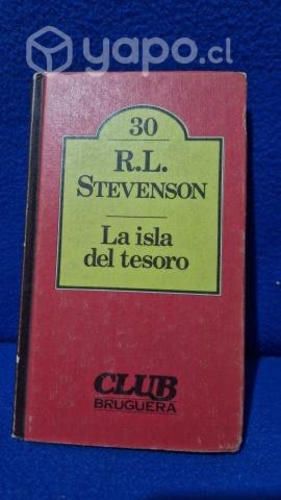 yapo.cl
30
R.L.
STEVENSON
La isla
del tesoro
CLUB
BRUGUERA